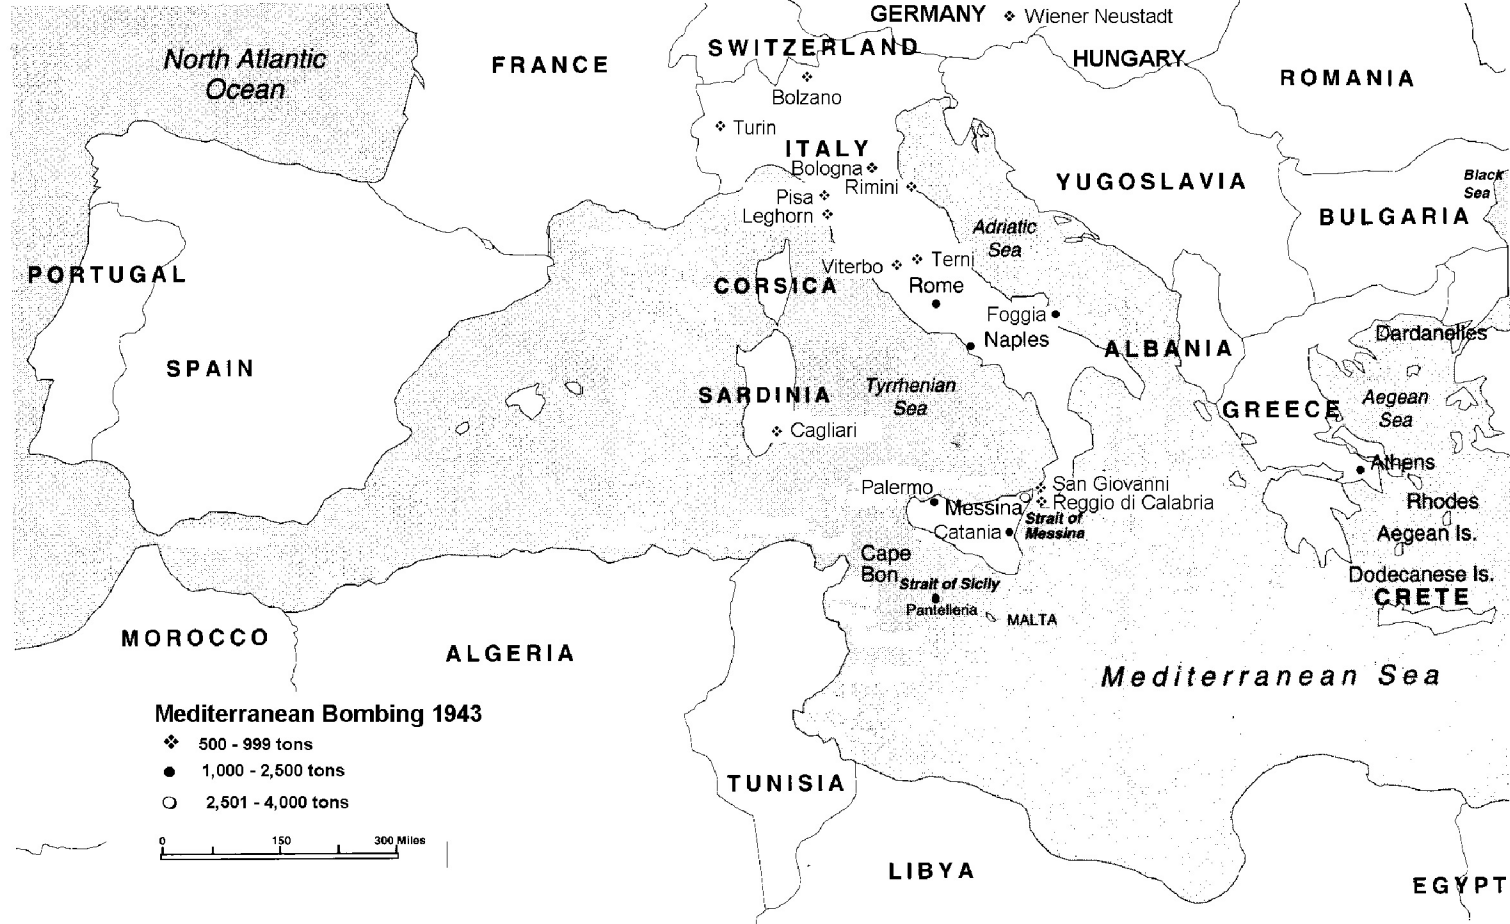 GERMANY
Wiener Neustadt
SWITZERLAND
North Atlantic
Ocean
FRANCE
HUNGARY
ROMANIA
Bolzano
Turin
ITALY
Bologna
Rimini
YUGOSLAVIA
Black
Sea
Pisa
Leghorn
BULGARIA
Adriatic
Sea
PORTUGAL
Viterbo
Terni
CORSICA
Rome
Foggia
Naples
Dardanelles
ALBANIA
SPAIN
SARDINIA
Tyrrhenian
Sea
GREECE
Aegean
Sea
Cagliari
Athens
Palermo
San Giovanni
Messina
Reggio di Calabria
Rhodes
Strait of
Messina
Catania
Aegean Is.
Cape
Bon
Strait of Sicily
Dodecanese Is.
CRETE
Pantelleria
MALTA
MOROCCO
ALGERIA
Mediterranean Sea
Mediterranean Bombing 1943
500 - 999 tons
1,000 - 2,500 tons
2,501 - 4,000 tons
0 150 300 Miles
TUNISIA
LIBYA
EGYPT